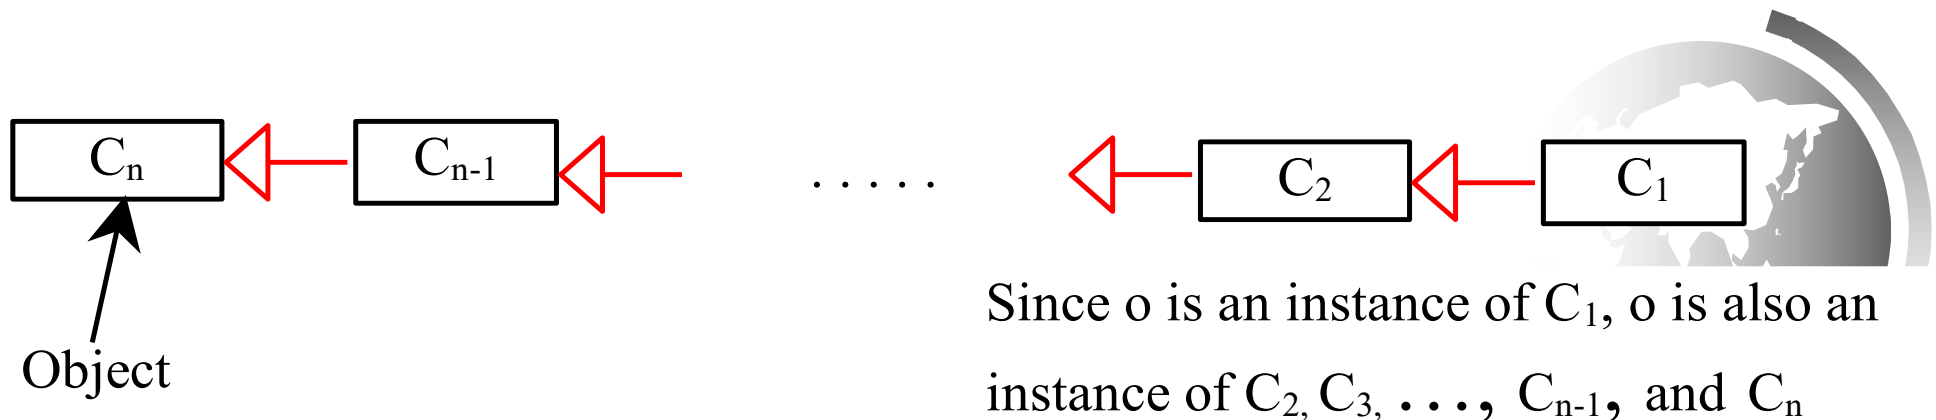 Cₙ Cₙ₋₁ . . . . . C₂ C₁
Object
Since o is an instance of C₁, o is also an
instance of C₂, C₃, . . ., Cₙ₋₁, and Cₙ